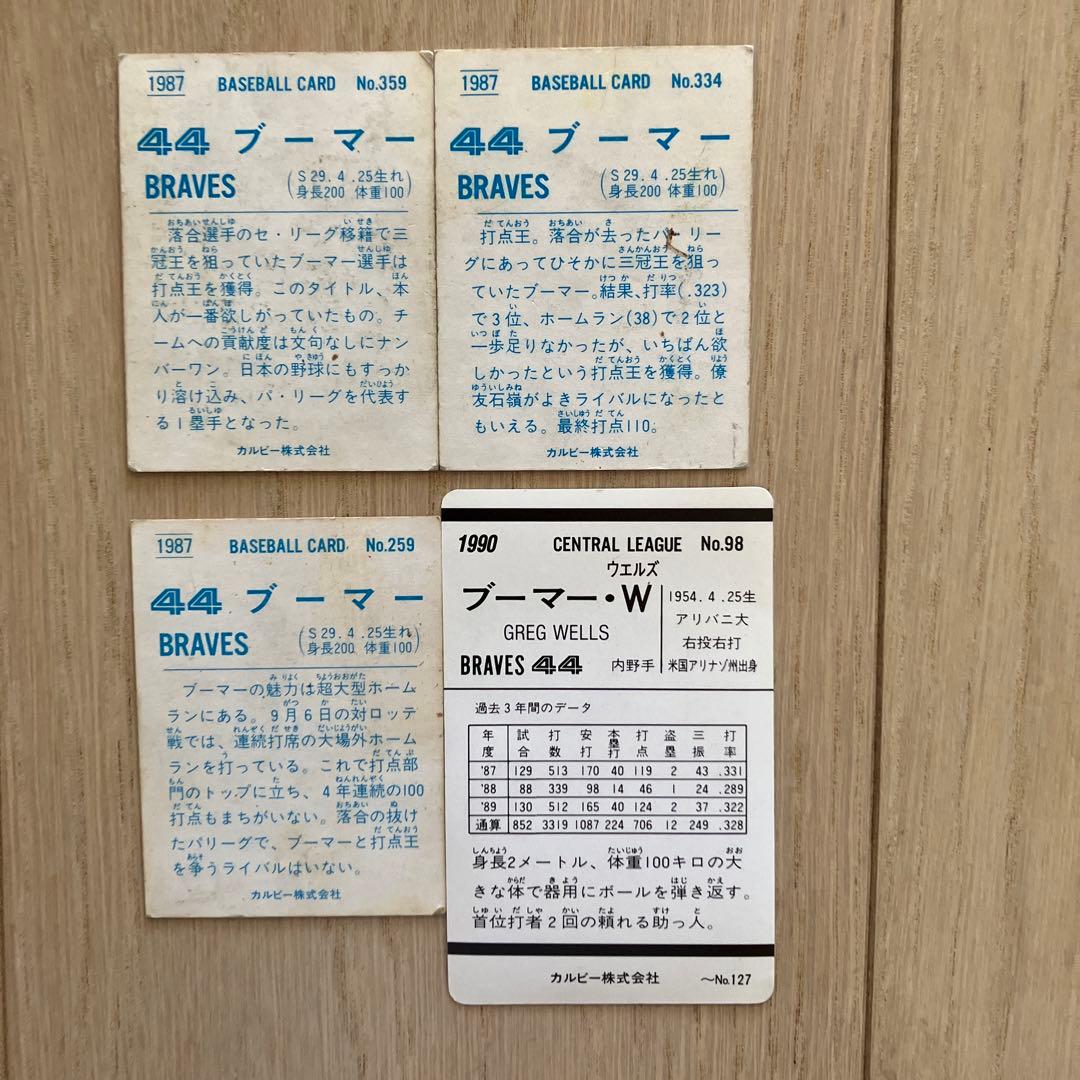 1987 BASEBALL CARD No.359
44 ブーマー
BRAVES (S29.4.25生れ
身長200 体重100)
落合選手のセ・リーグ移籍で三
冠王を狙っていたブーマー選手は
打点王を獲得。このタイトル、本
人が一番欲しがっていたもの。チ
ームへの貢献度は文句なしにナン
バーワン。日本の野球にもすっか
り溶け込み、パ・リーグを代表す
る1塁手となった。
カルビー株式会社
1987 BASEBALL CARD No.334
44 ブーマー
BRAVES (S29.4.25生れ
身長200 体重100)
打点王。落合が去ったパ・リー
グにあってひそかに三冠王を狙っ
ていたブーマー。結果、打率(.323)
で3位、ホームラン(38)で2位と
一歩足りなかったが、いちばん欲
しかったという打点王を獲得。僚
友石嶺がよきライバルになったと
もいえる。最終打点110。
カルビー株式会社
1987 BASEBALL CARD No.259
44 ブーマー
BRAVES (S29.4.25生れ
身長200 体重100)
ブーマーの魅力は超大型ホーム
ランにある。9月6日の対ロッテ
戦では、連続打席の大場外ホーム
ランを打っている。これで打点部
門のトップに立ち、4年連続の100
打点もまちがいない。落合の抜け
たパリーグで、ブーマーと打点王
を争うライバルはいない。
カルビー株式会社
1990 CENTRAL LEAGUE No.98
ウエルズ
ブーマー・W
GREG WELLS
BRAVES 44 内野手
1954.4.25生
アリバニ大
右投右打
米国アリナゾ州出身
過去3年間のデータ
年度 試合 打数 安打 本塁打 打点 盗塁 三振 打率
'87 129 513 170 40 119 2 43 .331
'88 88 339 98 14 46 1 24 .289
'89 130 512 165 40 124 2 37 .322
通算 852 3319 1087 224 706 12 249 .328
身長2メートル、体重100キロの大
きな体で器用にボールを弾き返す。
首位打者2回の頼れる助っ人。
カルビー株式会社 〜No.127